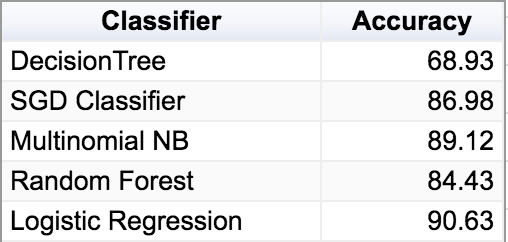 Classifier Accuracy
DecisionTree 68.93
SGD Classifier 86.98
Multinomial NB 89.12
Random Forest 84.43
Logistic Regression 90.63